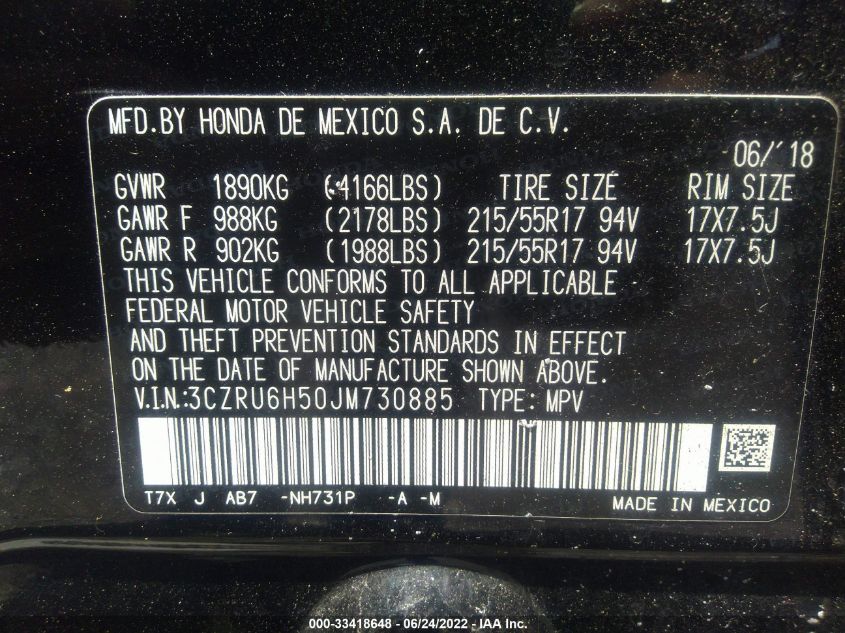 MFD.BY HONDA DE MEXICO S.A. DE C.V.
06/'18
GVWR 1890KG (4166LBS) TIRE SIZE RIM SIZE
GAWR F 988KG (2178LBS) 215/55R17 94V 17X7.5J
GAWR R 902KG (1988LBS) 215/55R17 94V 17X7.5J
THIS VEHICLE CONFORMS TO ALL APPLICABLE
FEDERAL MOTOR VEHICLE SAFETY
AND THEFT PREVENTION STANDARDS IN EFFECT
ON THE DATE OF MANUFACTURE SHOWN ABOVE.
V.I.N.:3CZRU6H50JM730885 TYPE: MPV
T7X J AB7 -NH731P -A -M MADE IN MEXICO
000-33418648 - 06/24/2022 - IAA Inc.